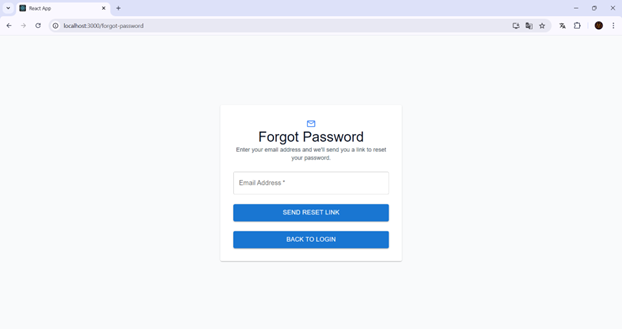 React App
localhost:3000/forgot-password
Forgot Password
Enter your email address and we'll send you a link to reset
your password.
Email Address *
SEND RESET LINK
BACK TO LOGIN